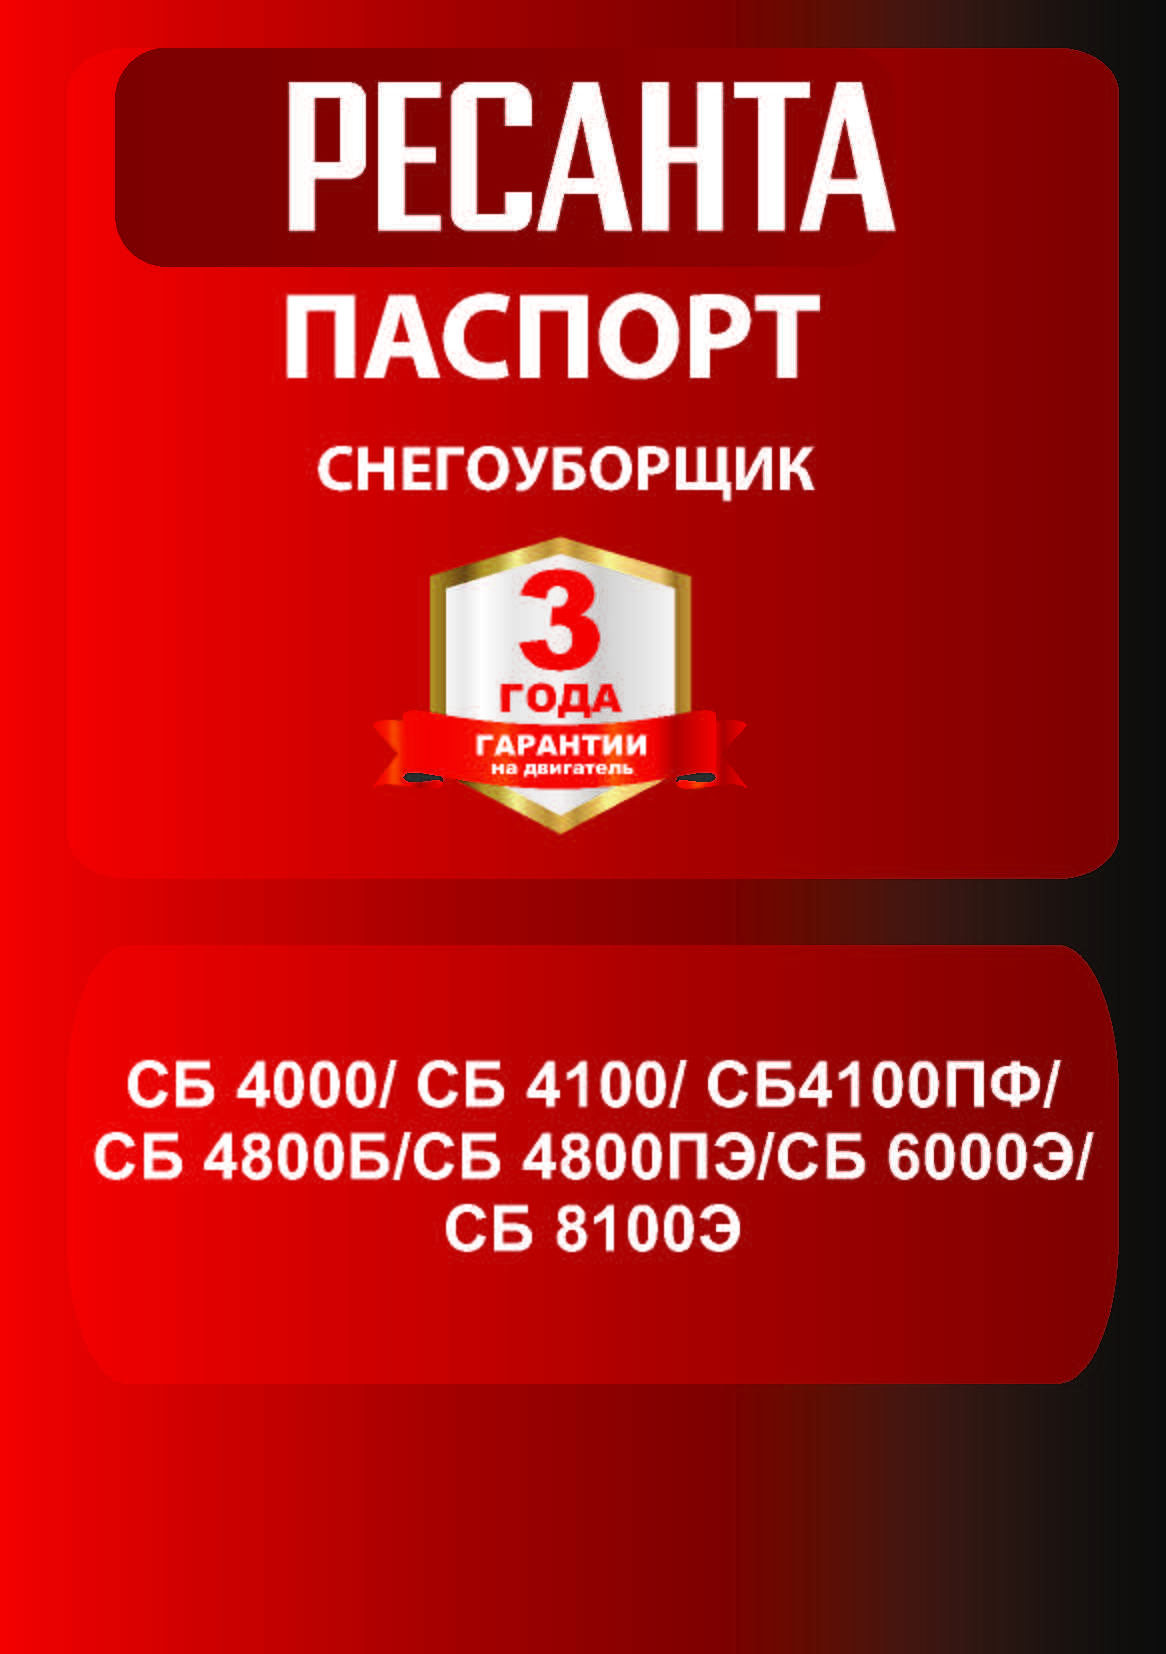 РЕСАНТА
ПАСПОРТ
СНЕГОУБОРЩИК
3
ГОДА
ГАРАНТИИ
на двигатель
СБ 4000/ СБ 4100/ СБ4100ПФ/
СБ 4800Б/СБ 4800ПЭ/СБ 6000Э/
СБ 8100Э